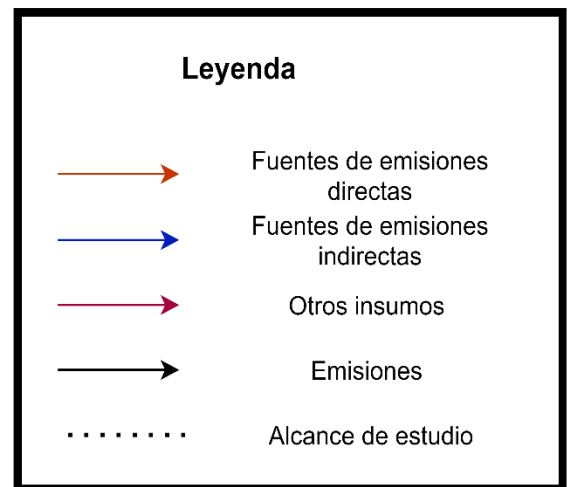 Leyenda
Fuentes de emisiones
directas
Fuentes de emisiones
indirectas
Otros insumos
Emisiones
Alcance de estudio